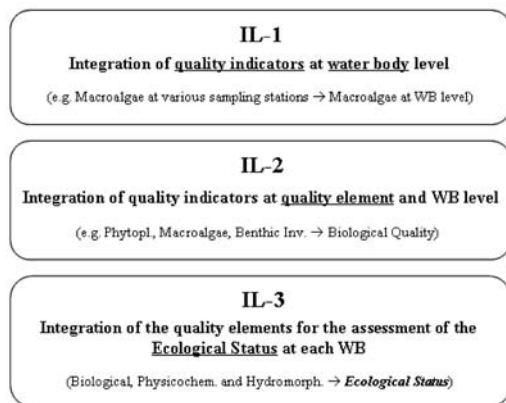 IL-1
Integration of quality indicators at water body level
(e.g. Macroalgae at various sampling stations → Macroalgae at WB level)
IL-2
Integration of quality indicators at quality element and WB level
(e.g. Phytopl., Macroalgae, Benthic Inv. → Biological Quality)
IL-3
Integration of the quality elements for the assessment of the
Ecological Status at each WB
(Biological, Physicochem. and Hydromorph. → Ecological Status)